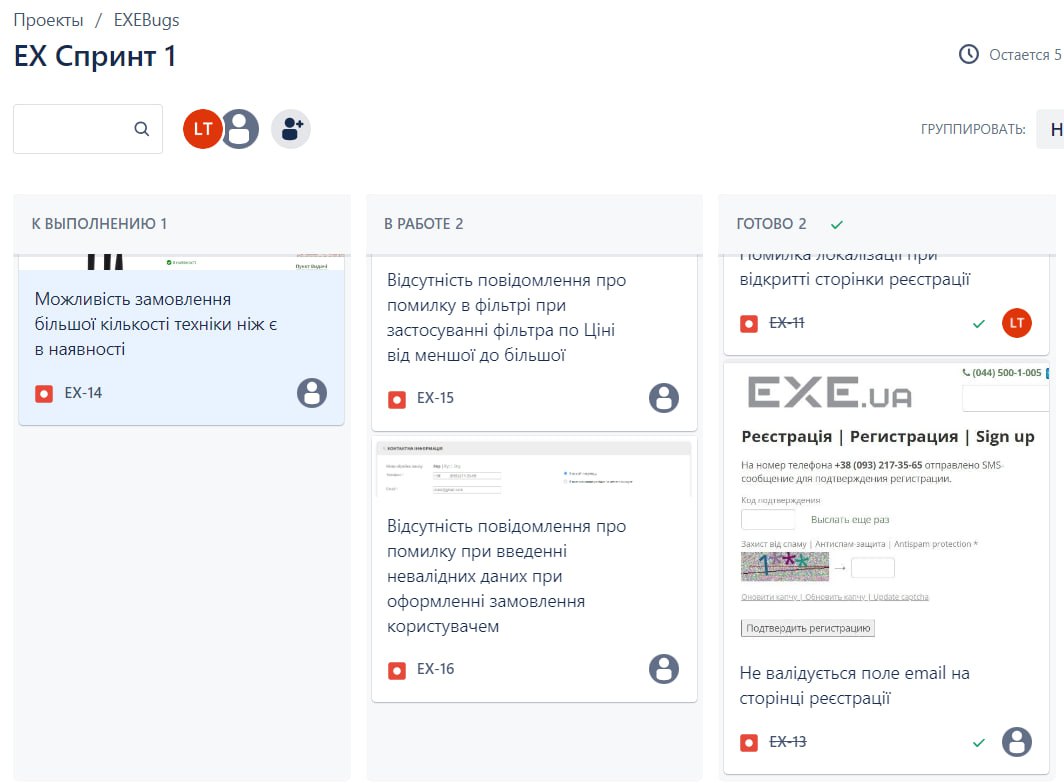 Проекты / EXEBugs
EX Спринт 1
Остается 5
LT
ГРУППИРОВАТЬ: Н
К ВЫПОЛНЕНИЮ 1
Пункт Видачі
Можливість замовлення
більшої кількості техніки ніж є
в наявності
EX-14
В РАБОТЕ 2
Відсутність повідомлення про
помилку в фільтрі при
застосуванні фільтра по Ціні
від меншої до більшої
EX-15
КОНТАКТНА ІНФОРМАЦІЯ
Відсутність повідомлення про
помилку при введенні
невалідних даних при
оформленні замовлення
користувачем
EX-16
ГОТОВО 2
Помилка локалізації при
відкритті сторінки реєстрації
EX-11
LT
EXE.UA
(044) 500-1-005
Реєстрація | Регистрация | Sign up
На номер телефона +38 (093) 217-35-65 отправлено SMS-
сообщение для подтверждения регистрации.
Код подтверждения
Выслать еще раз
Захист від спаму | Антиспам-защита | Antispam protection *
1***
Оновити капчу | Обновить капчу | Update captcha
Подтвердить регистрацию
Не валідується поле email на
сторінці реєстрації
EX-13